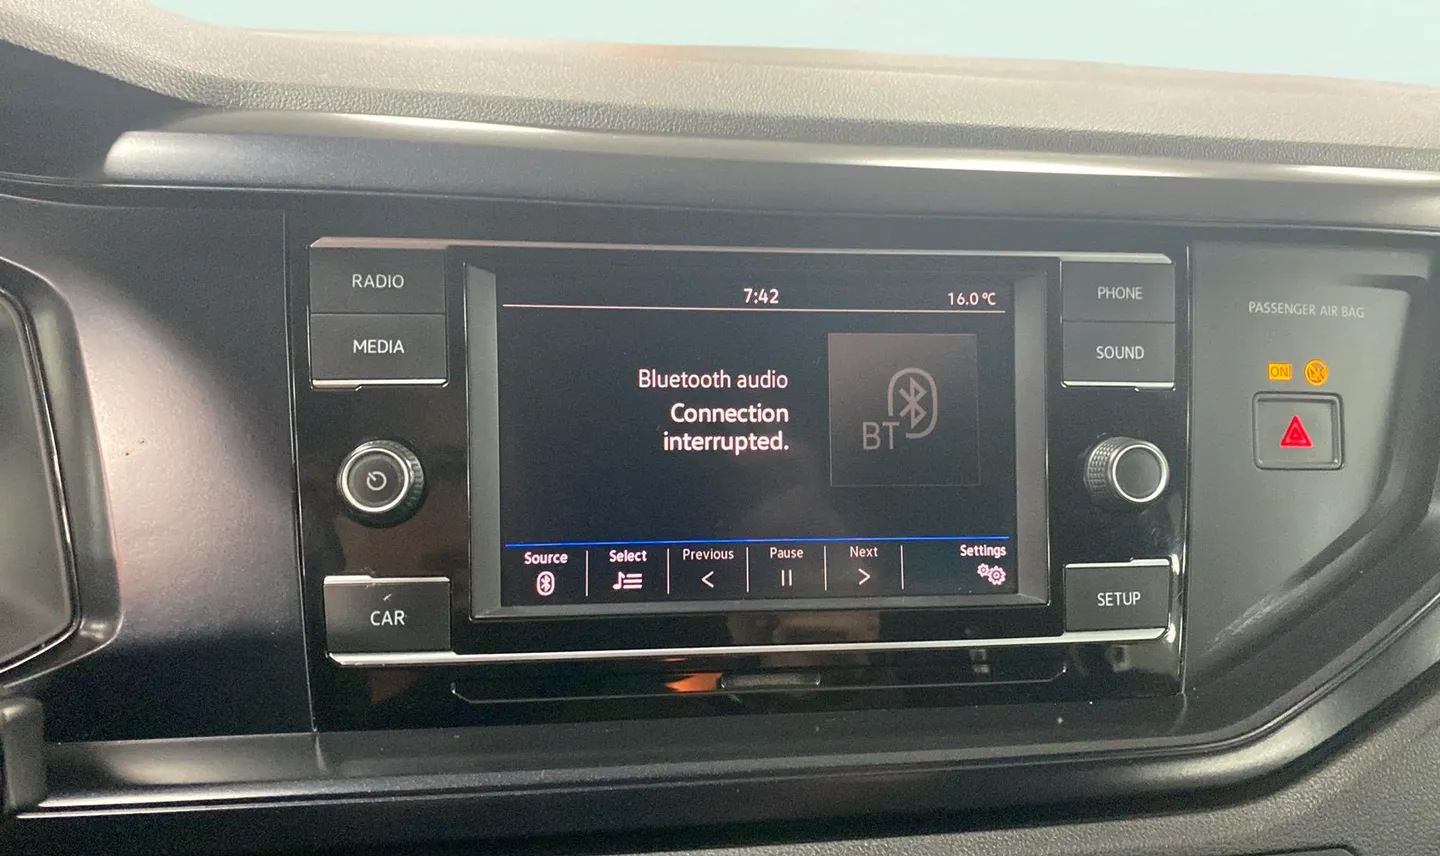 RADIO
MEDIA
CAR
7:42
16.0 °C
Bluetooth audio
Connection
interrupted.
BT
Source
Select
Previous
Pause
Next
Settings
PHONE
SOUND
SETUP
PASSENGER AIR BAG
ON